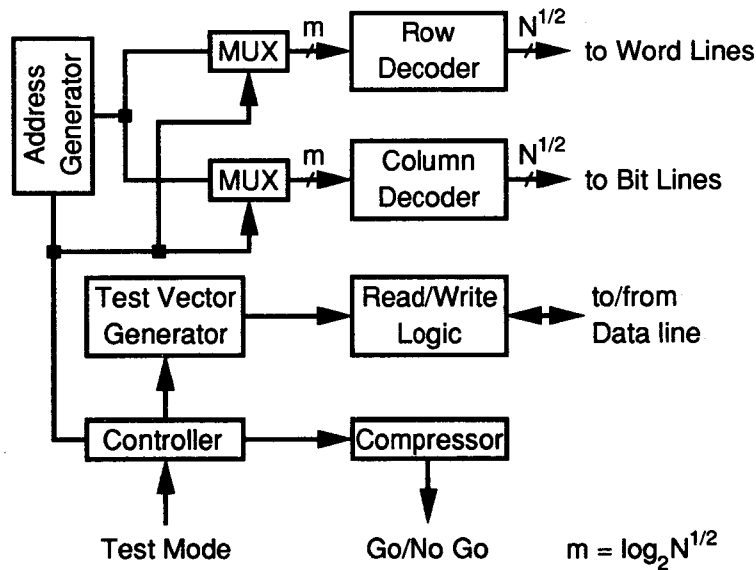 Address
Generator
MUX
m
Row
Decoder
N^{1/2}
to Word Lines
MUX
m
Column
Decoder
N^{1/2}
to Bit Lines
Test Vector
Generator
Read/Write
Logic
to/from
Data line
Controller
Compressor
Test Mode
Go/No Go
m = log₂N^{1/2}